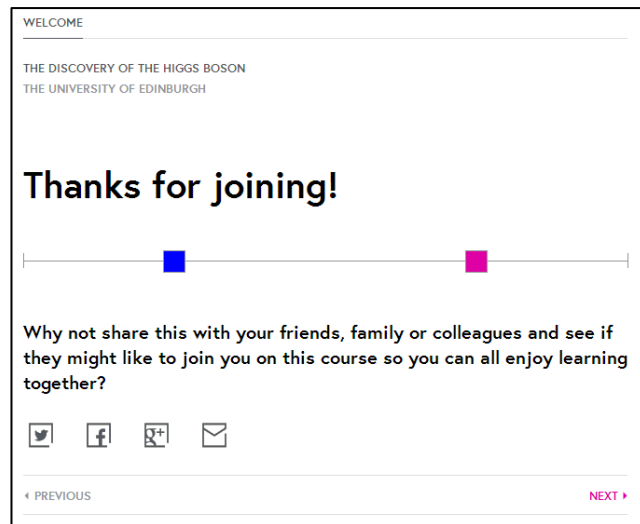 WELCOME
THE DISCOVERY OF THE HIGGS BOSON
THE UNIVERSITY OF EDINBURGH
Thanks for joining!
Why not share this with your friends, family or colleagues and see if
they might like to join you on this course so you can all enjoy learning
together?
g+
PREVIOUS NEXT